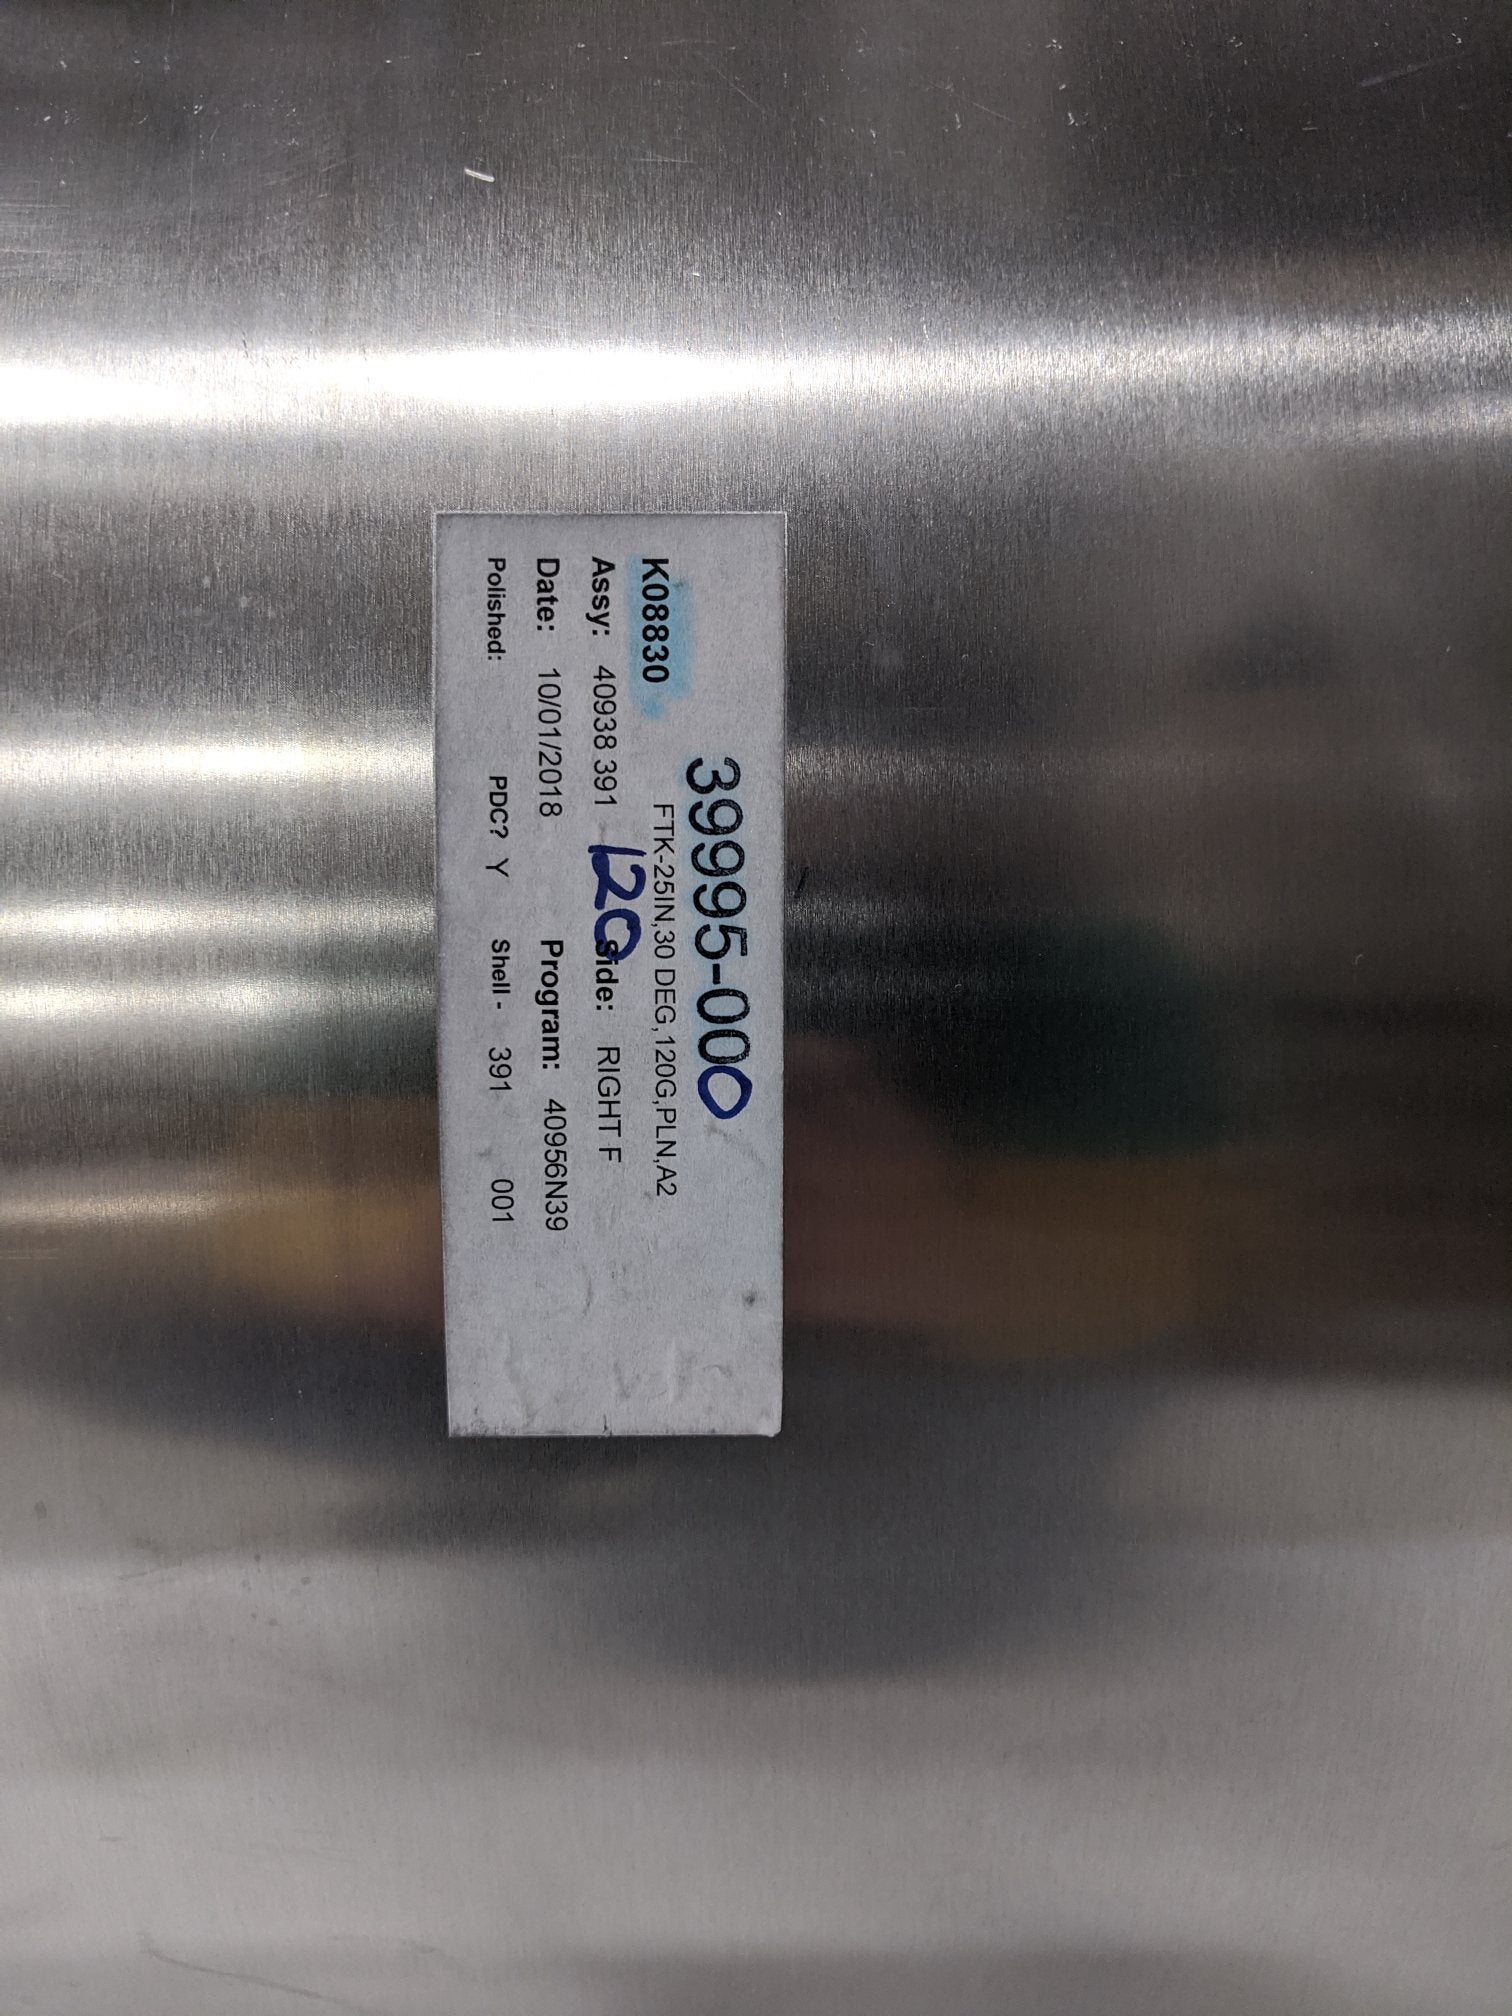 39995-000
K08830 FTK-25IN,30 DEG,120G,PLN,A2
120
Assy: 40938 391 Side: RIGHT F
Date: 10/01/2018 Program: 40956N39
Polished: PDC? Y Shell - 391 001